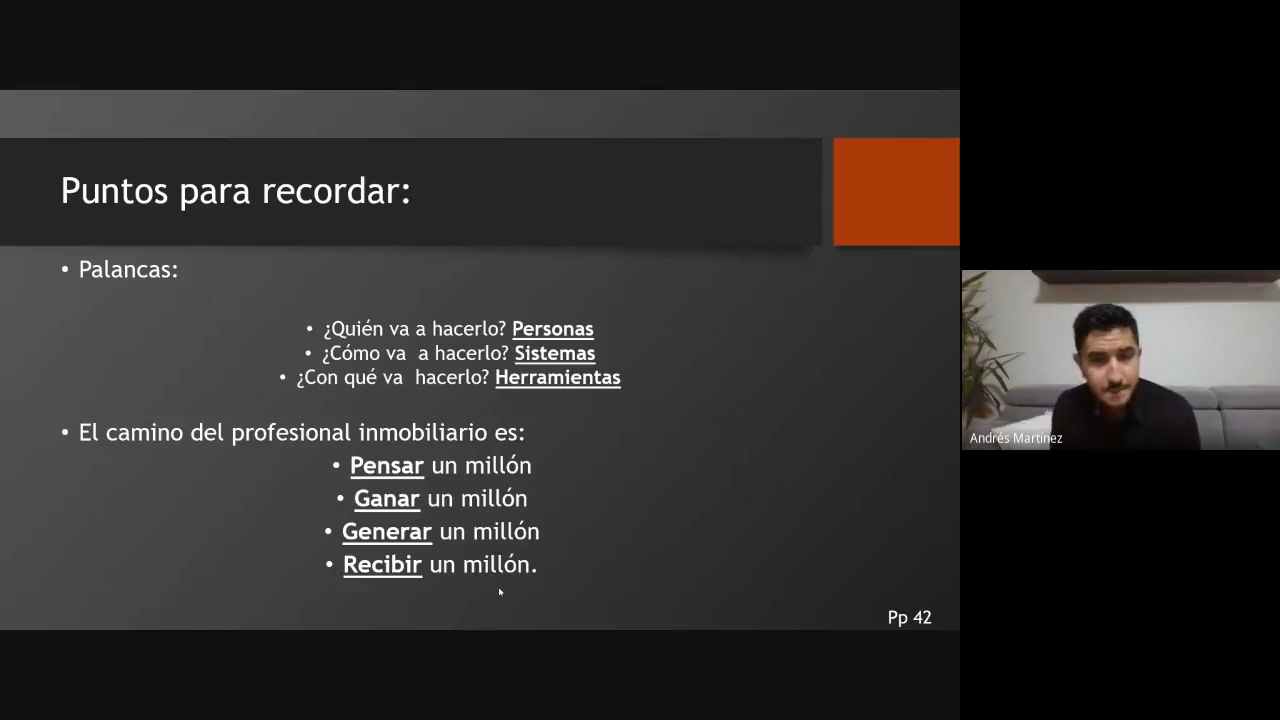 Puntos para recordar:
• Palancas:
• ¿Quién va a hacerlo? Personas
• ¿Cómo va  a hacerlo? Sistemas
• ¿Con qué va  hacerlo? Herramientas
• El camino del profesional inmobiliario es:
• Pensar un millón
• Ganar un millón
• Generar un millón
• Recibir un millón.
Pp 42
Andrés Martínez